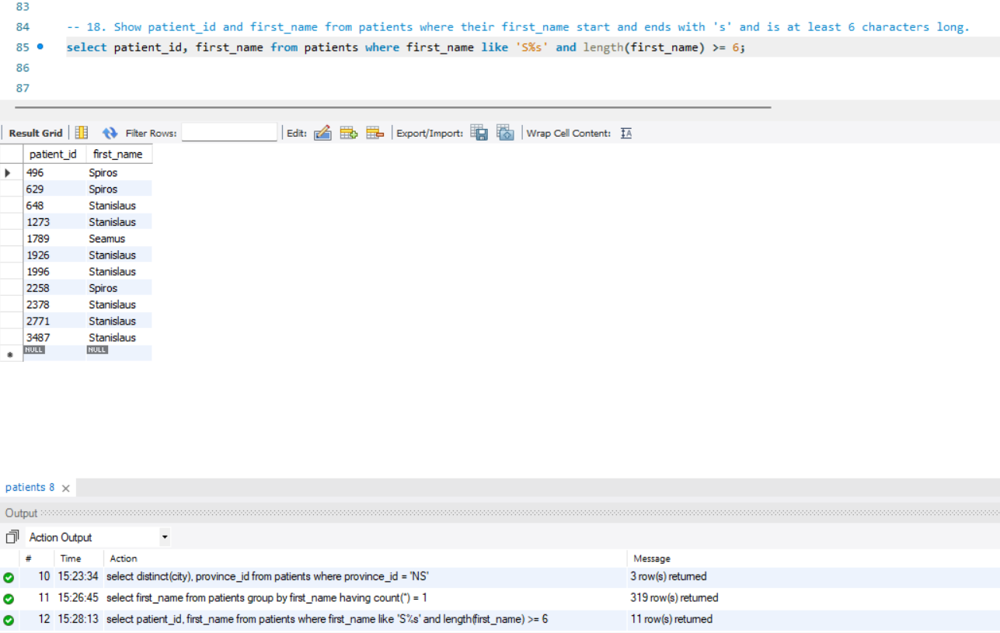 83
84 -- 18. Show patient_id and first_name from patients where their first_name start and ends with 's' and is at least 6 characters long.
85 select patient_id, first_name from patients where first_name like 'S%s' and length(first_name) >= 6;
86
87
Result Grid Filter Rows: Edit: Export/Import: Wrap Cell Content: IA
patient_id first_name
496 Spiros
629 Spiros
648 Stanislaus
1273 Stanislaus
1789 Seamus
1926 Stanislaus
1996 Stanislaus
2258 Spiros
2378 Stanislaus
2771 Stanislaus
3487 Stanislaus
NULL NULL
patients 8
Output
Action Output
# Time Action Message
10 15:23:34 select distinct(city), province_id from patients where province_id = 'NS' 3 row(s) returned
11 15:26:45 select first_name from patients group by first_name having count(*) = 1 319 row(s) returned
12 15:28:13 select patient_id, first_name from patients where first_name like 'S%s' and length(first_name) >= 6 11 row(s) returned